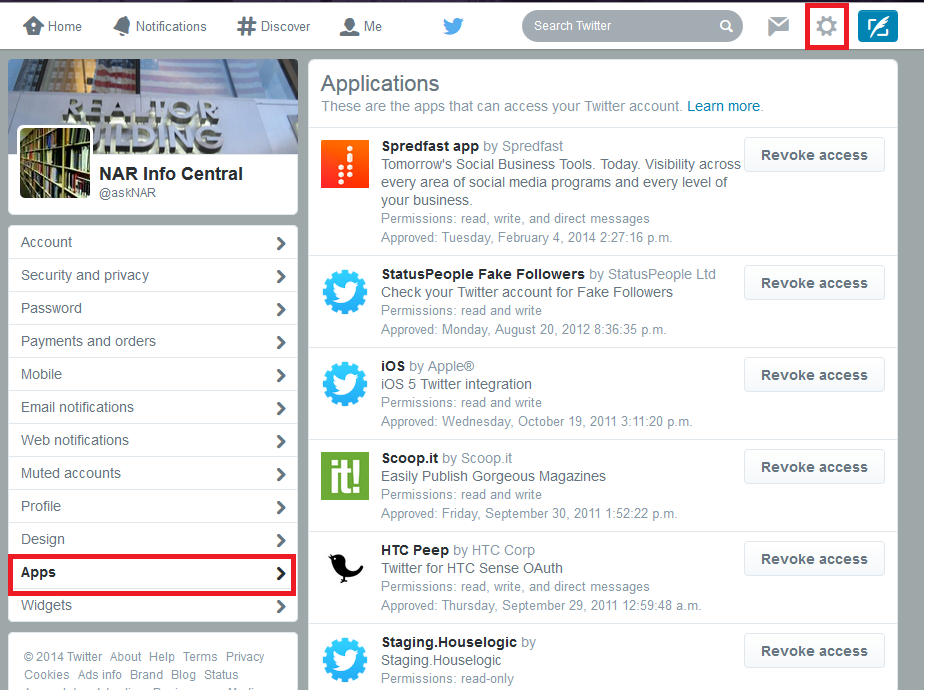 Home
Notifications
Discover
Me
Search Twitter
REALTOR
BUILDING
NAR Info Central
@askNAR
Account
Security and privacy
Password
Payments and orders
Mobile
Email notifications
Web notifications
Muted accounts
Profile
Design
Apps
Widgets
© 2014 Twitter About Help Terms Privacy
Cookies Ads info Brand Blog Status
Applications
These are the apps that can access your Twitter account. Learn more.
Spredfast app by Spredfast
Tomorrow's Social Business Tools. Today. Visibility across
every area of social media programs and every level of
your business.
Permissions: read, write, and direct messages
Approved: Tuesday, February 4, 2014 2:27:16 p.m.
Revoke access
StatusPeople Fake Followers by StatusPeople Ltd
Check your Twitter account for Fake Followers
Permissions: read and write
Approved: Monday, August 20, 2012 8:36:35 p.m.
Revoke access
iOS by Apple®
iOS 5 Twitter integration
Permissions: read and write
Approved: Wednesday, October 19, 2011 3:11:20 p.m.
Revoke access
it!
Scoop.it by Scoop.it
Easily Publish Gorgeous Magazines
Permissions: read and write
Approved: Friday, September 30, 2011 1:52:22 p.m.
Revoke access
HTC Peep by HTC Corp
Twitter for HTC Sense OAuth
Permissions: read, write, and direct messages
Approved: Thursday, September 29, 2011 12:59:48 a.m.
Revoke access
Staging.Houselogic by
Staging.Houselogic
Permissions: read-only
Revoke access